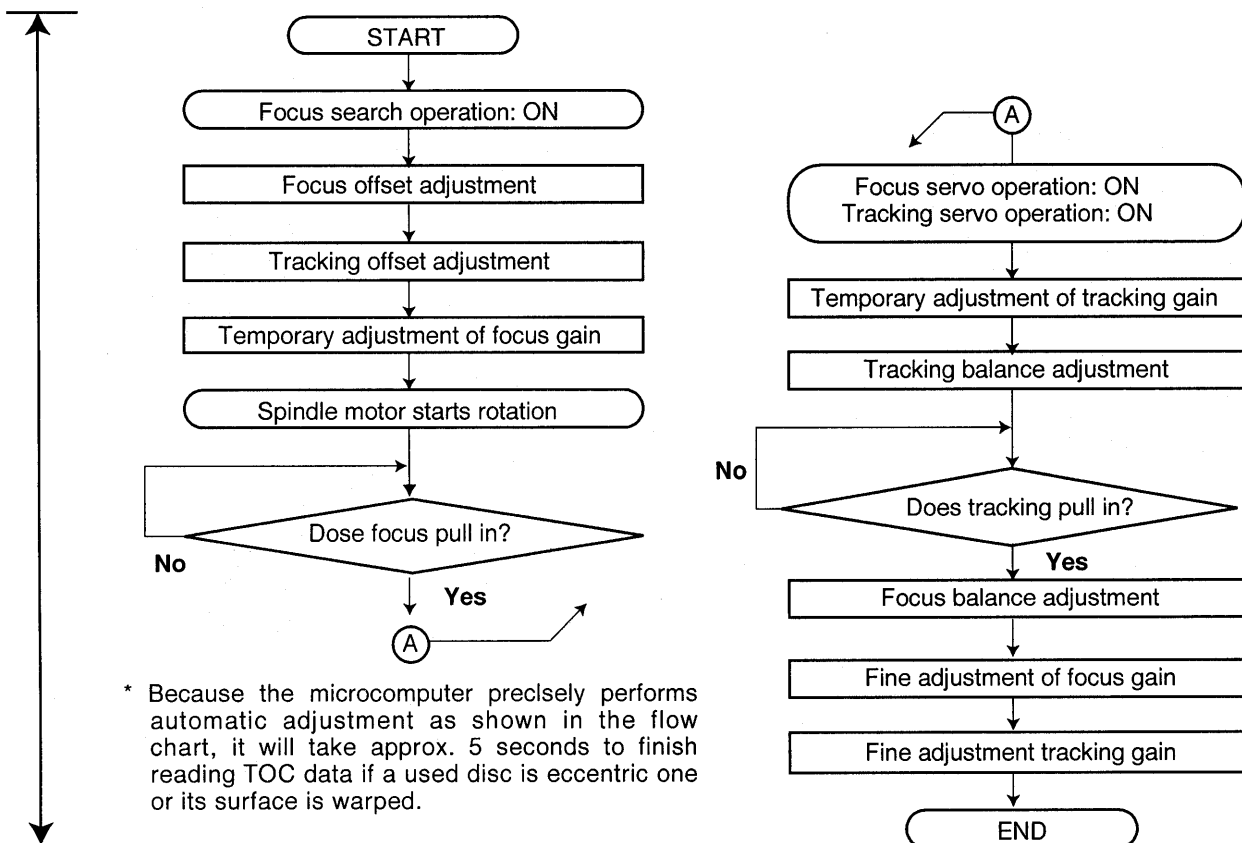 START
Focus search operation: ON
Focus offset adjustment
Tracking offset adjustment
Temporary adjustment of focus gain
Spindle motor starts rotation
Dose focus pull in?
No
Yes
A
* Because the microcomputer precisely performs
automatic adjustment as shown in the flow
chart, it will take approx. 5 seconds to finish
reading TOC data if a used disc is eccentric one
or its surface is warped.
A
Focus servo operation: ON
Tracking servo operation: ON
Temporary adjustment of tracking gain
Tracking balance adjustment
No
Does tracking pull in?
Yes
Focus balance adjustment
Fine adjustment of focus gain
Fine adjustment tracking gain
END